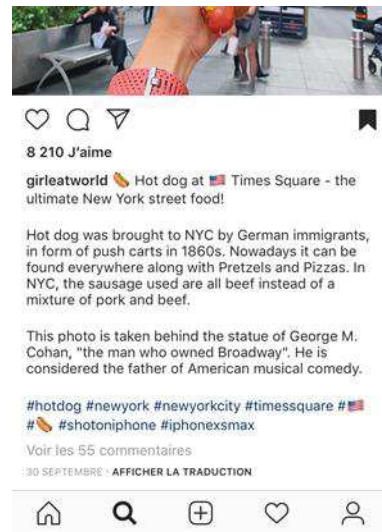 8 210 J'aime
girleatworld 🌭 Hot dog at 🇺🇸 Times Square - the
ultimate New York street food!
Hot dog was brought to NYC by German immigrants,
in form of push carts in 1860s. Nowadays it can be
found everywhere along with Pretzels and Pizzas. In
NYC, the sausage used are all beef instead of a
mixture of pork and beef.
This photo is taken behind the statue of George M.
Cohan, "the man who owned Broadway". He is
considered the father of American musical comedy.
#hotdog #newyork #newyorkcity #timessquare #🇺🇸
#🌭 #shotoniphone #iphonexsmax
Voir les 55 commentaires
30 SEPTEMBRE · AFFICHER LA TRADUCTION